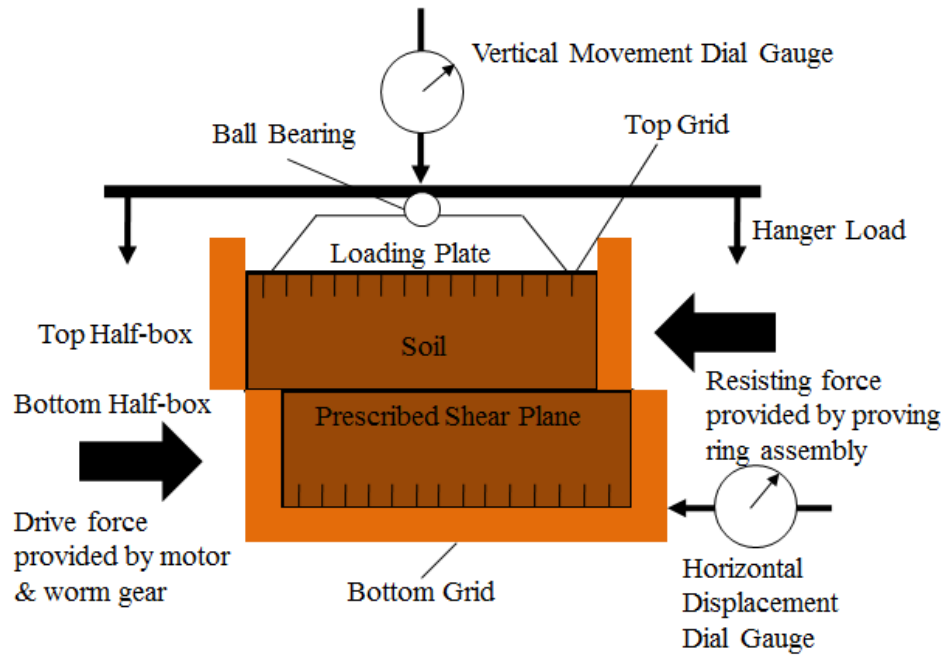 Vertical Movement Dial Gauge
Ball Bearing
Top Grid
Hanger Load
Loading Plate
Top Half-box
Soil
Bottom Half-box
Prescribed Shear Plane
Resisting force
provided by proving
ring assembly
Drive force
provided by motor
& worm gear
Bottom Grid
Horizontal
Displacement
Dial Gauge